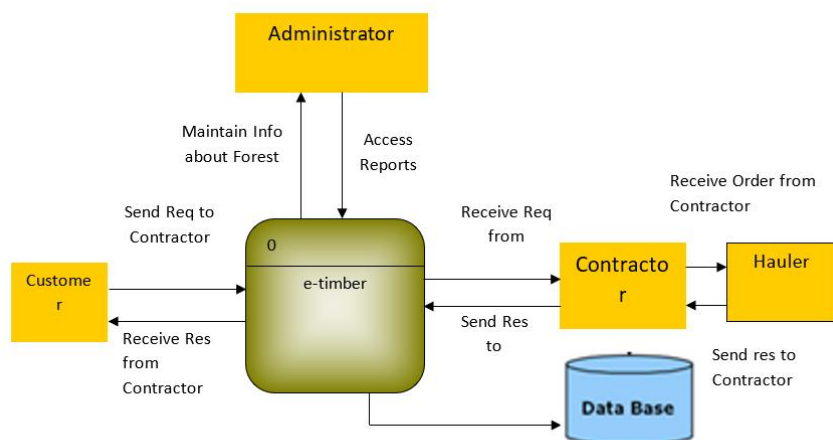 Administrator
Maintain Info
about Forest
Access
Reports
Receive Order from
Contractor
Send Req to
Contractor
Receive Req
from
0
e-timber
Custome
r
Contracto
r
Hauler
Receive Res
from
Contractor
Send Res
to
Send res to
Contractor
Data Base